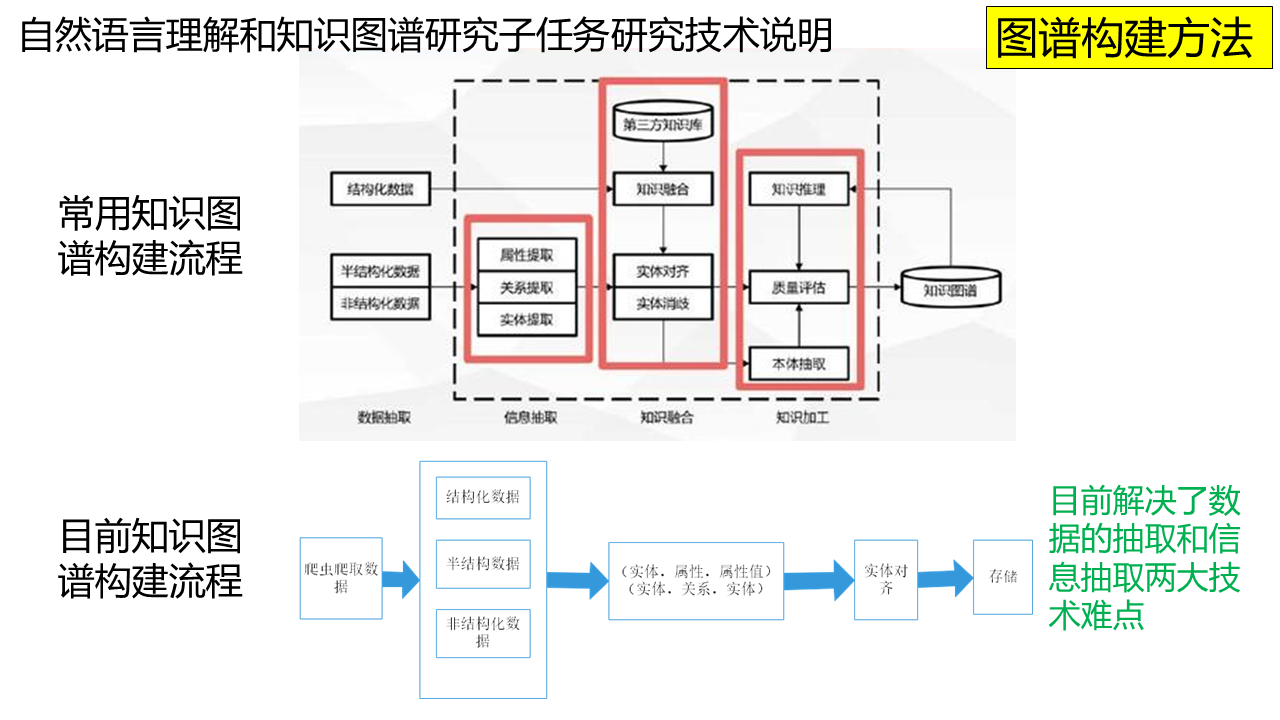 自然语言理解和知识图谱研究子任务研究技术说明
图谱构建方法
常用知识图
谱构建流程
第三方知识库
结构化数据
知识融合
知识推理
半结构化数据
非结构化数据
属性提取
关系提取
实体提取
实体对齐
实体消歧
质量评估
知识图谱
本体抽取
数据抽取
信息抽取
知识融合
知识加工
目前知识图
谱构建流程
爬虫爬取数
据
结构化数据
半结构数据
非结构化数
据
（实体．属性．属性值）
（实体．关系．实体）
实体对
齐
存储
目前解决了数
据的抽取和信
息抽取两大技
术难点